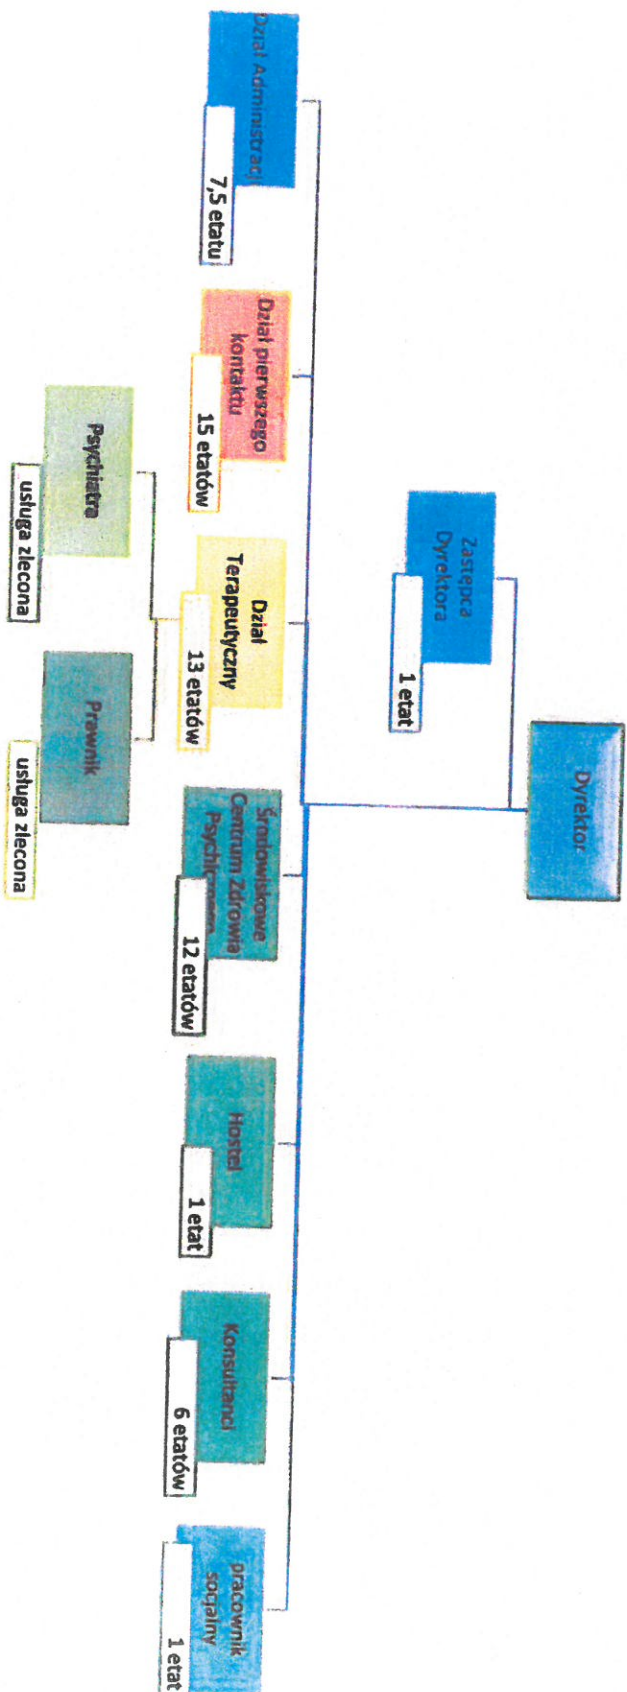 Dyrektor
Zastępca
Dyrektora
1 etat
Dział Administracji
7,5 etatu
Dział pierwszego
kontaktu
15 etatów
Dział
Terapeutyczny
13 etatów
Środowiskowe
Centrum Zdrowia
12 etatów
Hostel
1 etat
Konsultanci
6 etatów
pracownik
socjalny
1 etat
Psychiatra
usługa zlecona
Prawnik
usługa zlecona